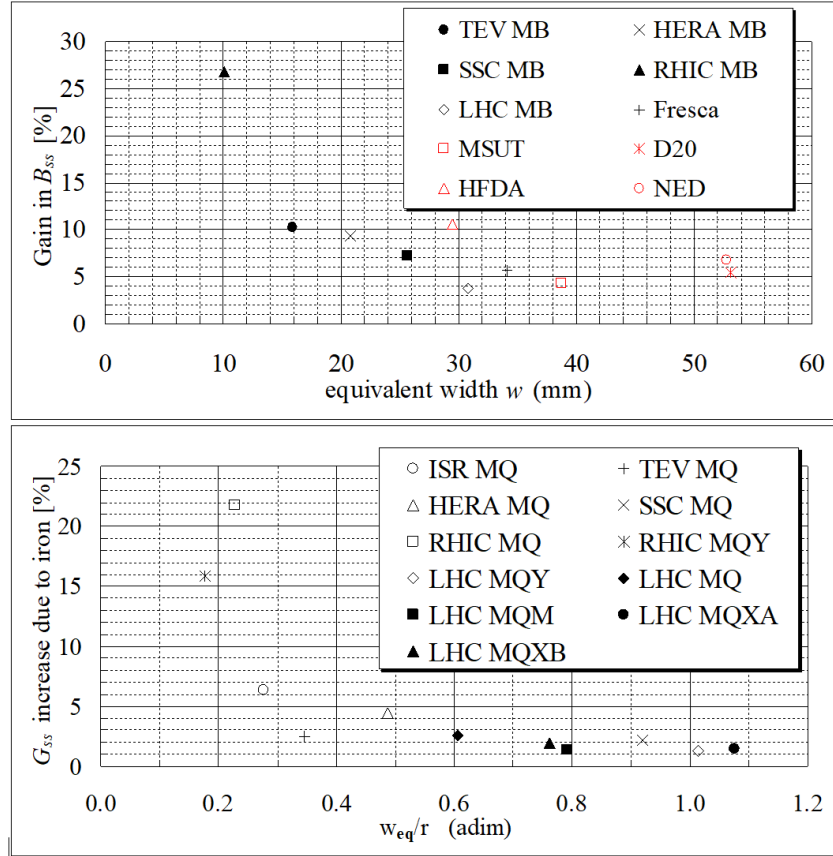 Gain in Bss [%]
30
25
20
15
10
5
0
TEV MB HERA MB
SSC MB RHIC MB
LHC MB Fresca
MSUT D20
HFDA NED
0 10 20 30 40 50 60
equivalent width w (mm)
Gss increase due to iron [%]
25
20
15
10
5
0
ISR MQ TEV MQ
HERA MQ SSC MQ
RHIC MQ RHIC MQY
LHC MQY LHC MQ
LHC MQM LHC MQXA
LHC MQXB
0.0 0.2 0.4 0.6 0.8 1.0 1.2
weq/r (adim)